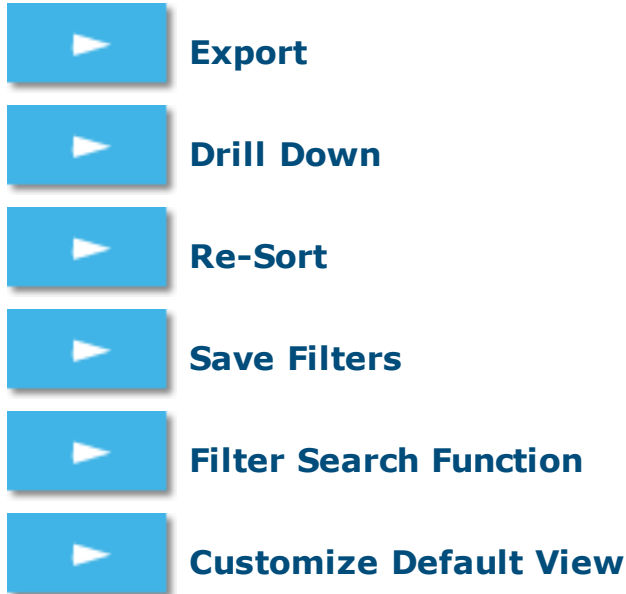 Export
Drill Down
Re-Sort
Save Filters
Filter Search Function
Customize Default View